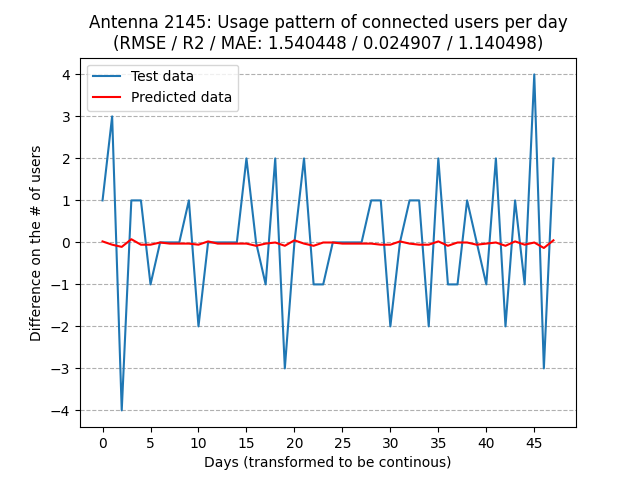 Antenna 2145: Usage pattern of connected users per day
(RMSE / R2 / MAE: 1.540448 / 0.024907 / 1.140498)
Test data
Predicted data
Difference on the # of users
4
3
2
1
0
−1
−2
−3
−4
0 5 10 15 20 25 30 35 40 45
Days (transformed to be continous)